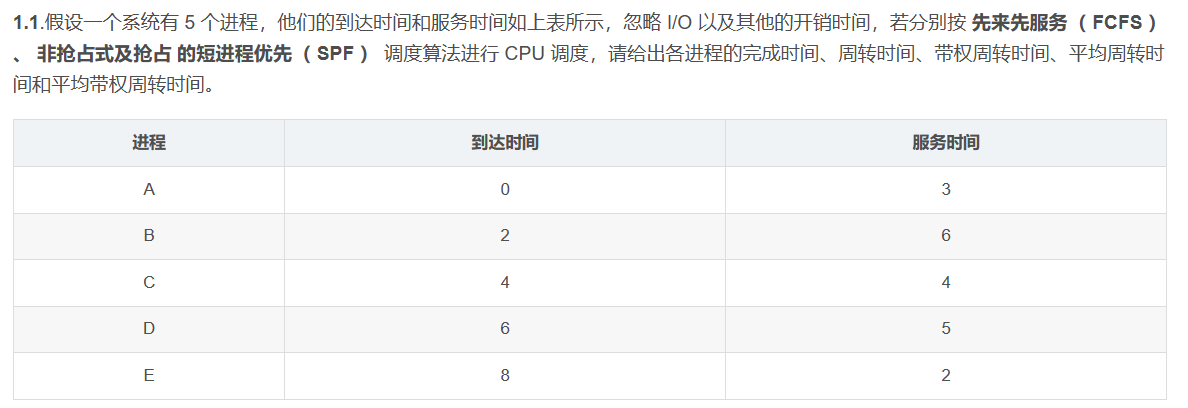 1.1.假设一个系统有 5 个进程，他们的到达时间和服务时间如上表所示，忽略 I/O 以及其他的开销时间，若分别按 先来先服务（ FCFS ）
、 非抢占式及抢占 的短进程优先（ SPF ） 调度算法进行 CPU 调度，请给出各进程的完成时间、周转时间、带权周转时间、平均周转时
间和平均带权周转时间。
进程 到达时间 服务时间
A 0 3
B 2 6
C 4 4
D 6 5
E 8 2